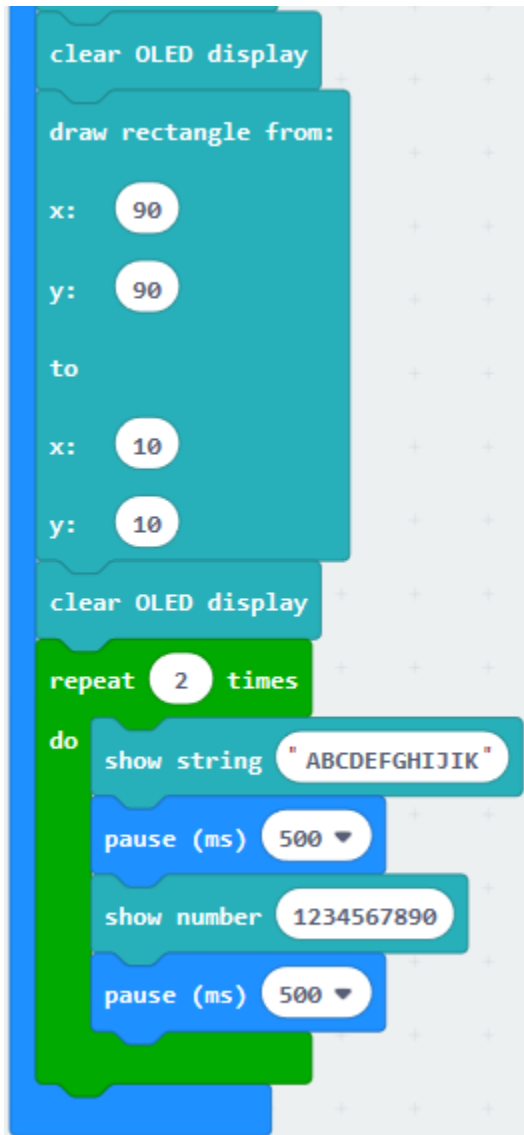 clear OLED display
draw rectangle from:
x: 90
y: 90
to
x: 10
y: 10
clear OLED display
repeat 2 times
do
show string "ABCDEFGHIJIK"
pause (ms) 500
show number 1234567890
pause (ms) 500